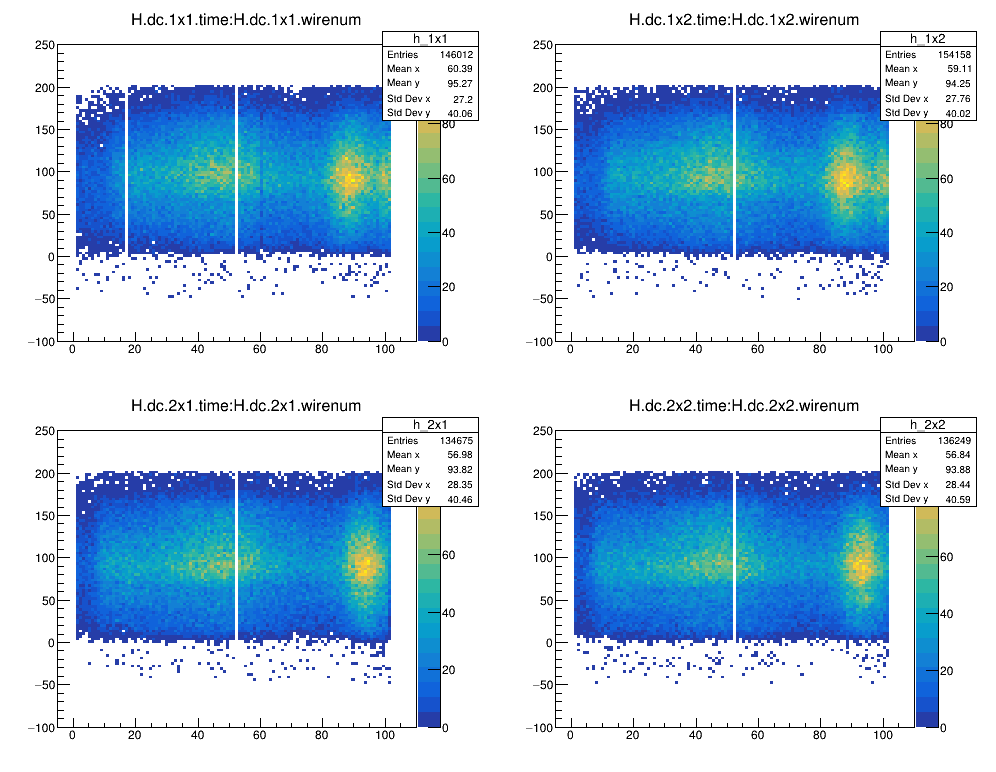 H.dc.1x1.time:H.dc.1x1.wirenum
h_1x1
Entries 146012
Mean x 60.39
Mean y 95.27
Std Dev x 27.2
Std Dev y 40.06
250
200
150
100
50
0
−50
−100
0 20 40 60 80 100
80
60
40
20
0
H.dc.1x2.time:H.dc.1x2.wirenum
h_1x2
Entries 154158
Mean x 59.11
Mean y 94.25
Std Dev x 27.76
Std Dev y 40.02
250
200
150
100
50
0
−50
−100
0 20 40 60 80 100
80
60
40
20
0
H.dc.2x1.time:H.dc.2x1.wirenum
h_2x1
Entries 134675
Mean x 56.98
Mean y 93.82
Std Dev x 28.35
Std Dev y 40.46
250
200
150
100
50
0
−50
−100
0 20 40 60 80 100
60
40
20
0
H.dc.2x2.time:H.dc.2x2.wirenum
h_2x2
Entries 136249
Mean x 56.84
Mean y 93.88
Std Dev x 28.44
Std Dev y 40.59
250
200
150
100
50
0
−50
−100
0 20 40 60 80 100
60
40
20
0